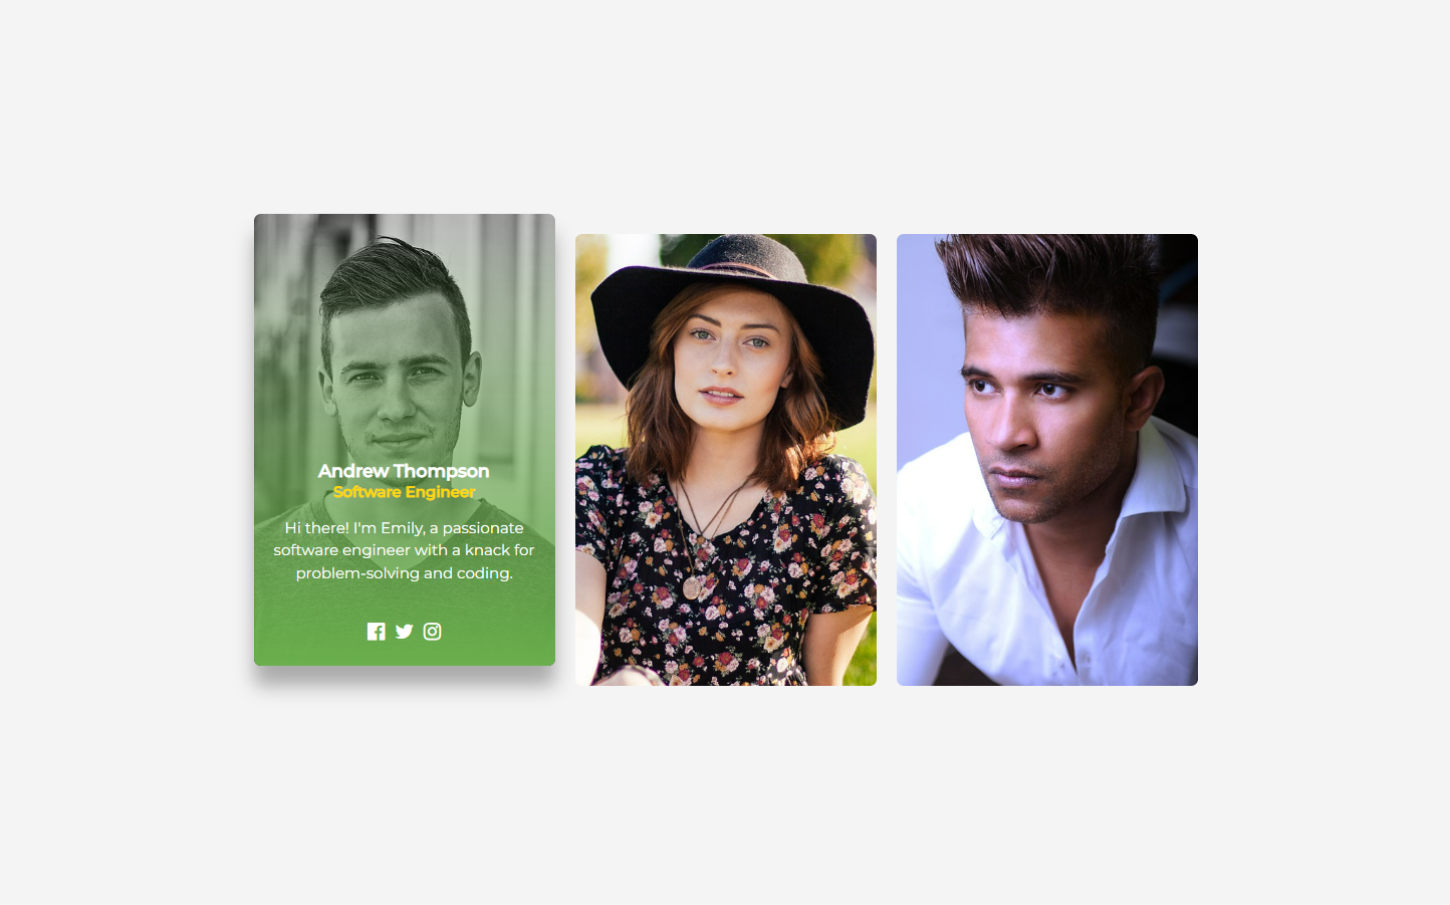 Andrew Thompson
Software Engineer
Hi there! I'm Emily, a passionate
software engineer with a knack for
problem-solving and coding.